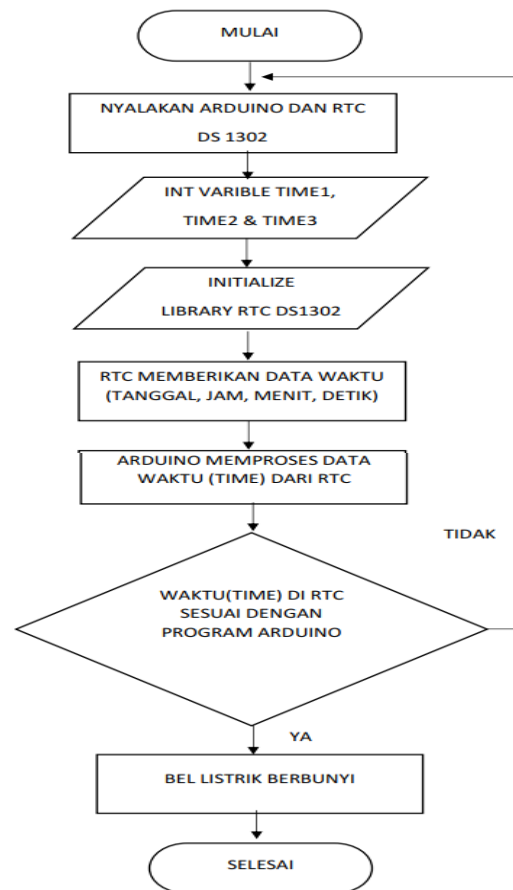 MULAI
NYALAKAN ARDUINO DAN RTC
DS 1302
INT VARIBLE TIME1,
TIME2 & TIME3
INITIALIZE
LIBRARY RTC DS1302
RTC MEMBERIKAN DATA WAKTU
(TANGGAL, JAM, MENIT, DETIK)
ARDUINO MEMPROSES DATA
WAKTU (TIME) DARI RTC
TIDAK
WAKTU(TIME) DI RTC
SESUAI DENGAN
PROGRAM ARDUINO
YA
BEL LISTRIK BERBUNYI
SELESAI